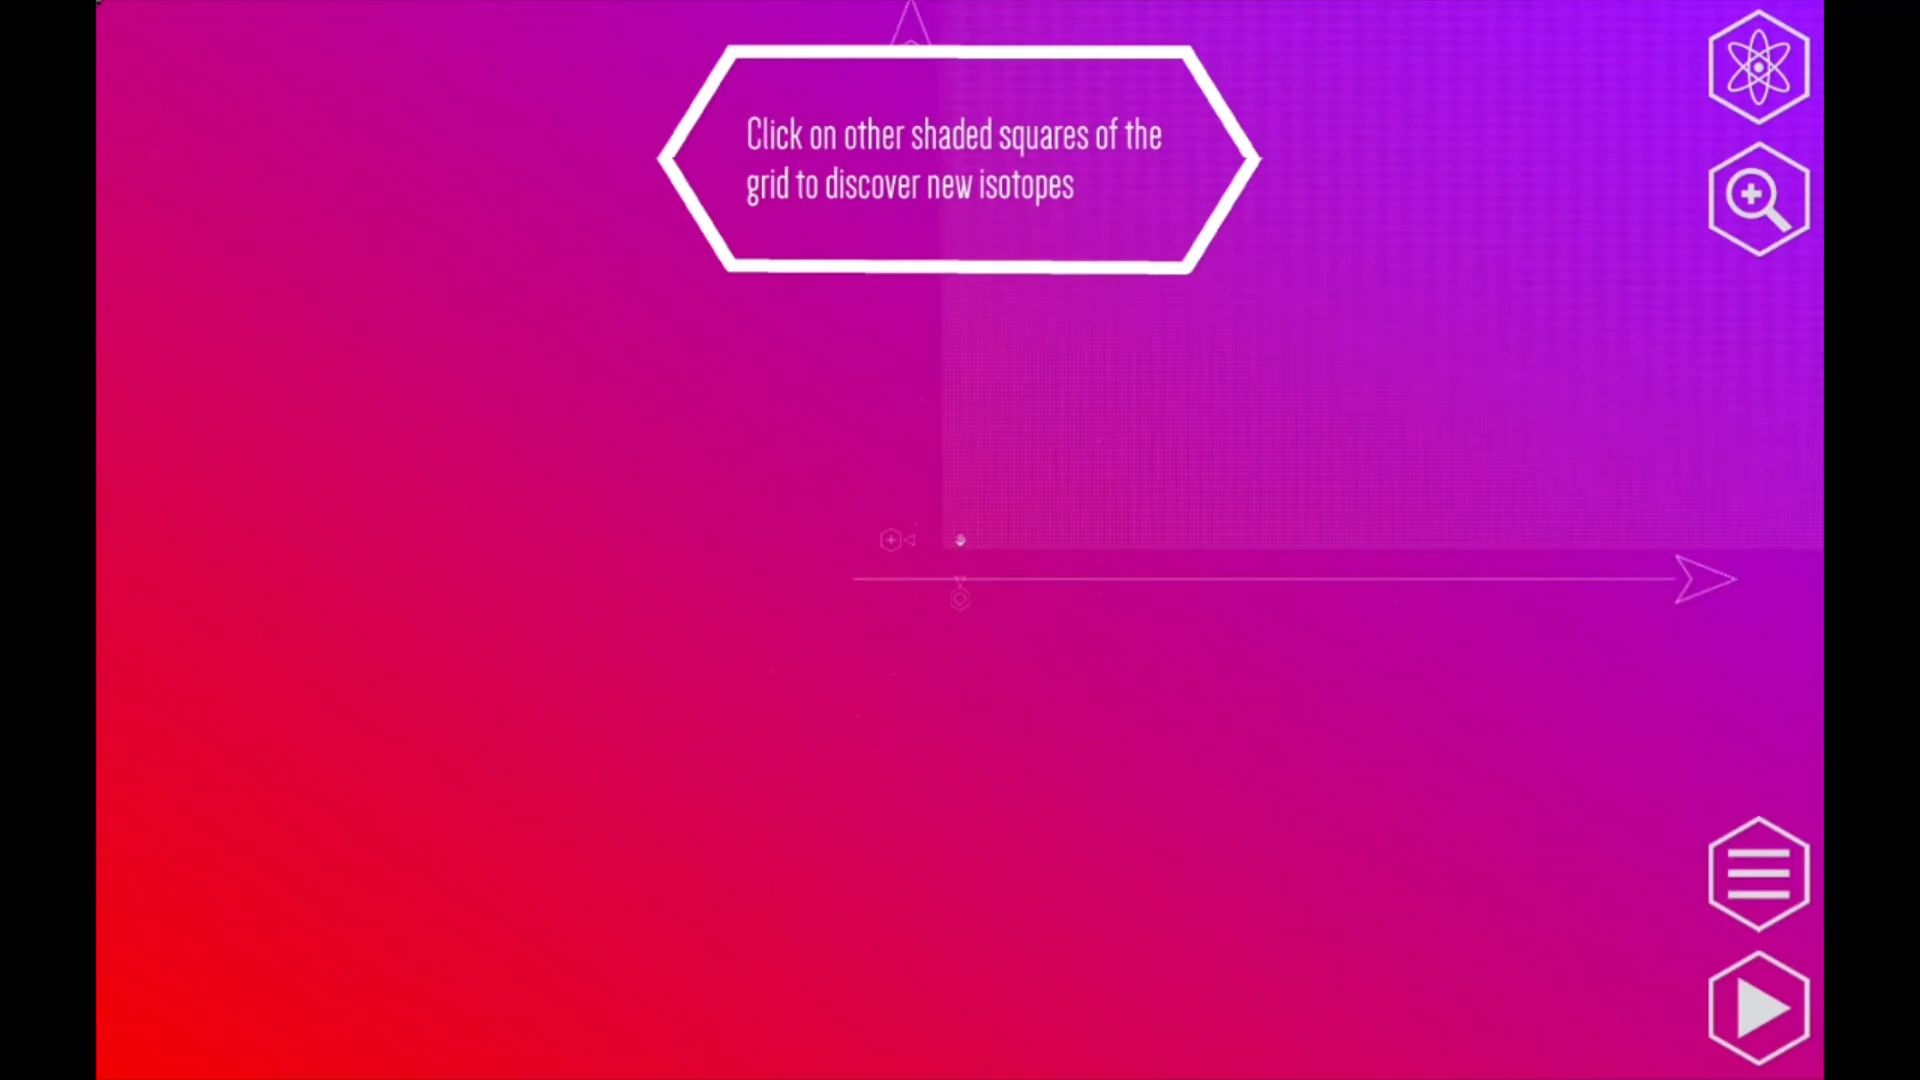 Click on other shaded squares of the
grid to discover new isotopes